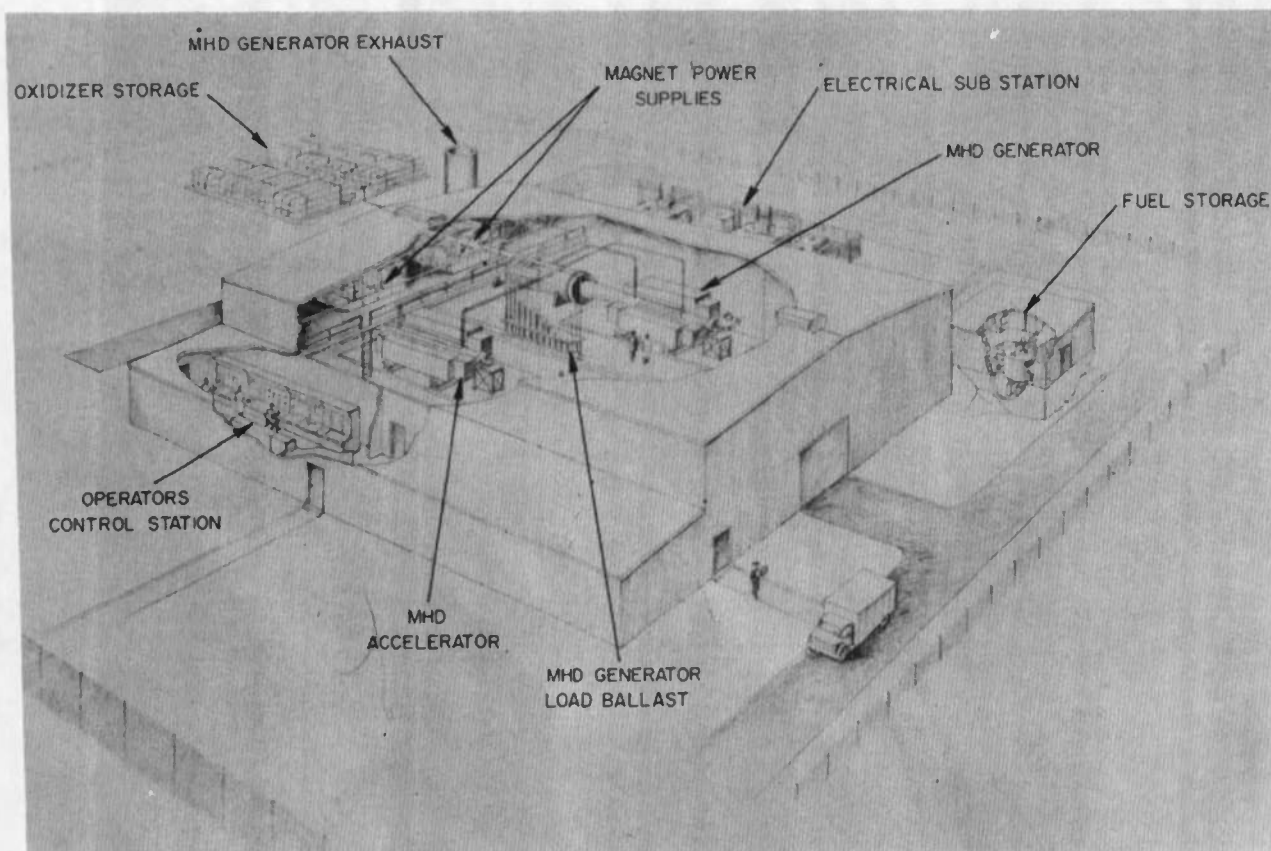 MHD GENERATOR EXHAUST
OXIDIZER STORAGE
MAGNET POWER
SUPPLIES
ELECTRICAL SUB STATION
MHD GENERATOR
FUEL STORAGE
OPERATORS
CONTROL STATION
MHD
ACCELERATOR
MHD GENERATOR
LOAD BALLAST